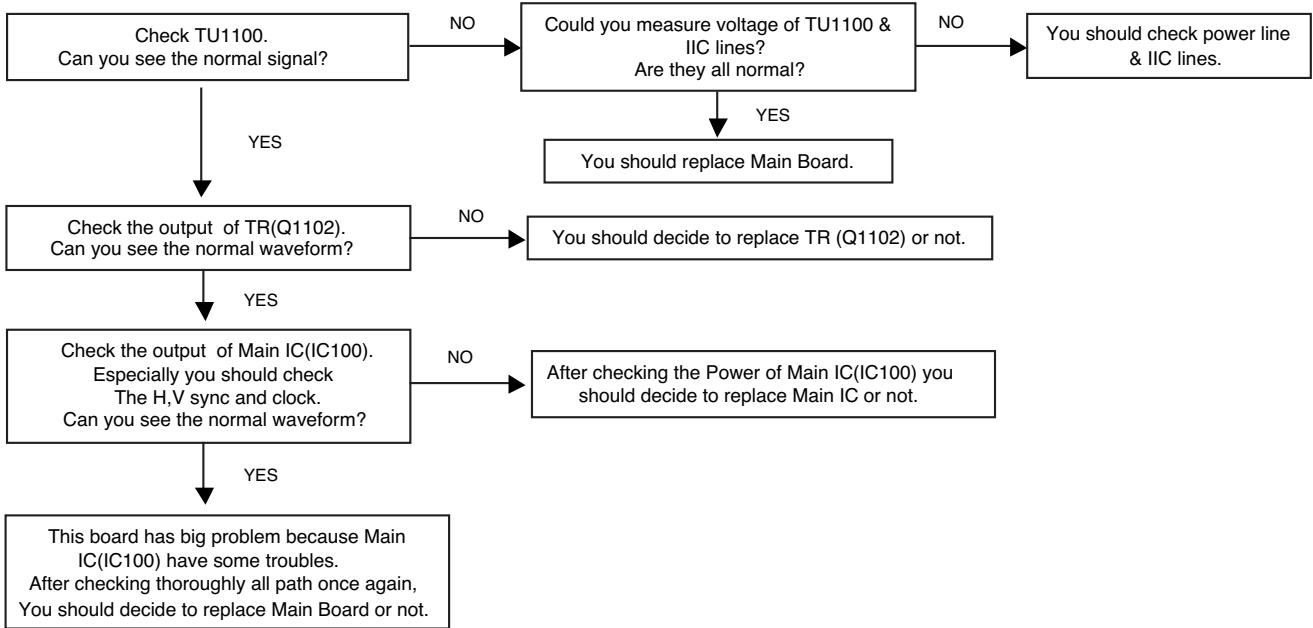 Check TU1100.
Can you see the normal signal?
NO
Could you measure voltage of TU1100 &
IIC lines?
Are they all normal?
NO
You should check power line
& IIC lines.
YES
You should replace Main Board.
YES
Check the output of TR(Q1102).
Can you see the normal waveform?
NO
You should decide to replace TR (Q1102) or not.
YES
Check the output of Main IC(IC100).
Especially you should check
The H,V sync and clock.
Can you see the normal waveform?
NO
After checking the Power of Main IC(IC100) you
should decide to replace Main IC or not.
YES
This board has big problem because Main
IC(IC100) have some troubles.
After checking thoroughly all path once again,
You should decide to replace Main Board or not.